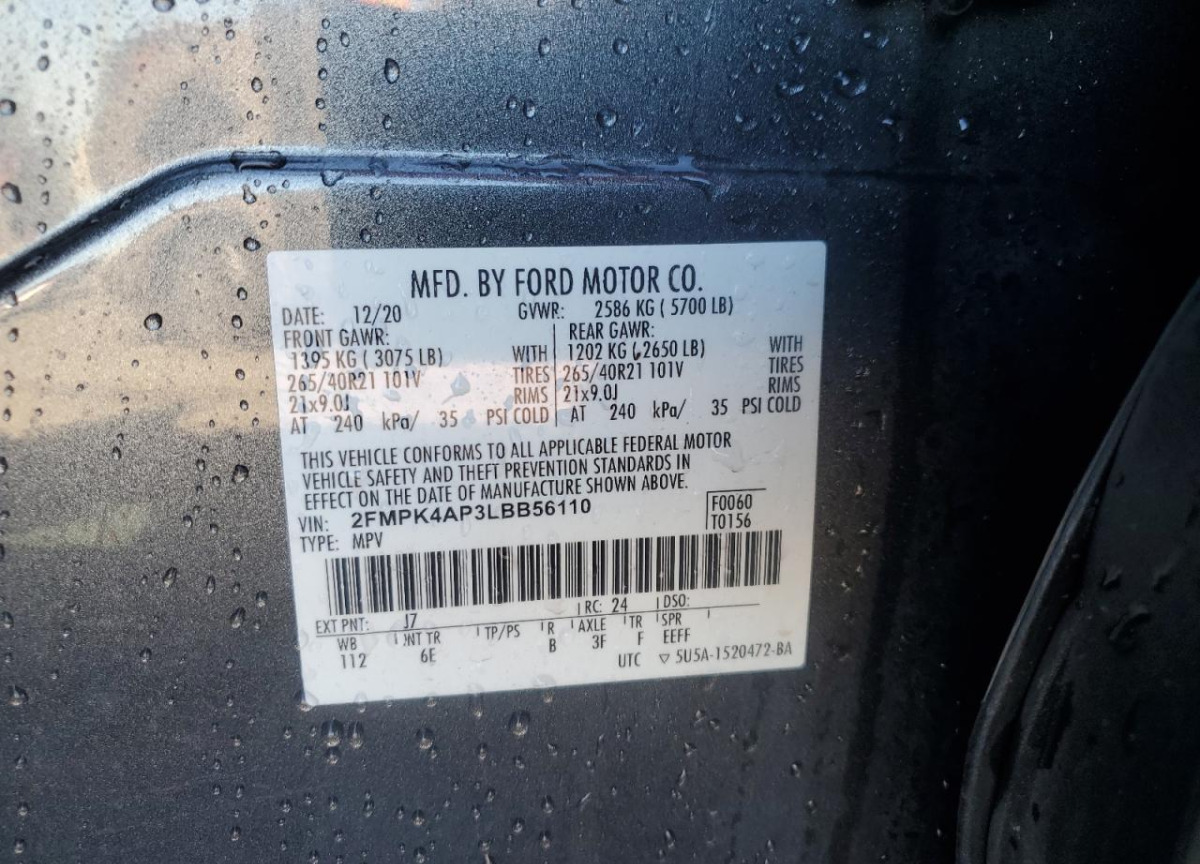 MFD. BY FORD MOTOR CO.
DATE: 12/20 GVWR: 2586 KG ( 5700 LB)
FRONT GAWR: REAR GAWR:
1395 KG ( 3075 LB) WITH 1202 KG ( 2650 LB) WITH
265/40R21 101V TIRES 265/40R21 101V TIRES
21x9.0J RIMS 21x9.0J RIMS
AT 240 kPa/ 35 PSI COLD AT 240 kPa/ 35 PSI COLD
THIS VEHICLE CONFORMS TO ALL APPLICABLE FEDERAL MOTOR
VEHICLE SAFETY AND THEFT PREVENTION STANDARDS IN
EFFECT ON THE DATE OF MANUFACTURE SHOWN ABOVE.
VIN: 2FMPK4AP3LBB56110 F0060
TYPE: MPV T0156
EXT PNT: J7 RC: 24 DSO:
WB INT TR TP/PS R AXLE TR SPR
112 6E B 3F F EEFF
UTC ▽ 5U5A-1520472-BA